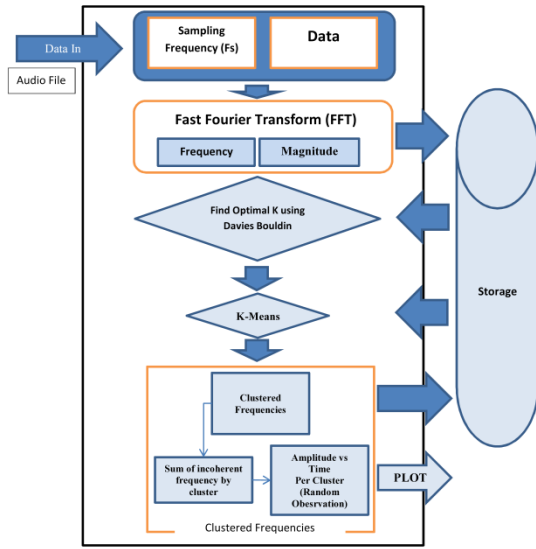 Sampling
Frequency (Fs)
Data
Data In
Audio File
Fast Fourier Transform (FFT)
Frequency
Magnitude
Find Optimal K using
Davies Bouldin
Storage
K-Means
Clustered
Frequencies
Sum of incoherent
frequency by
cluster
Amplitude vs
Time
Per Cluster
(Random
Obesrvation)
PLOT
Clustered Frequencies